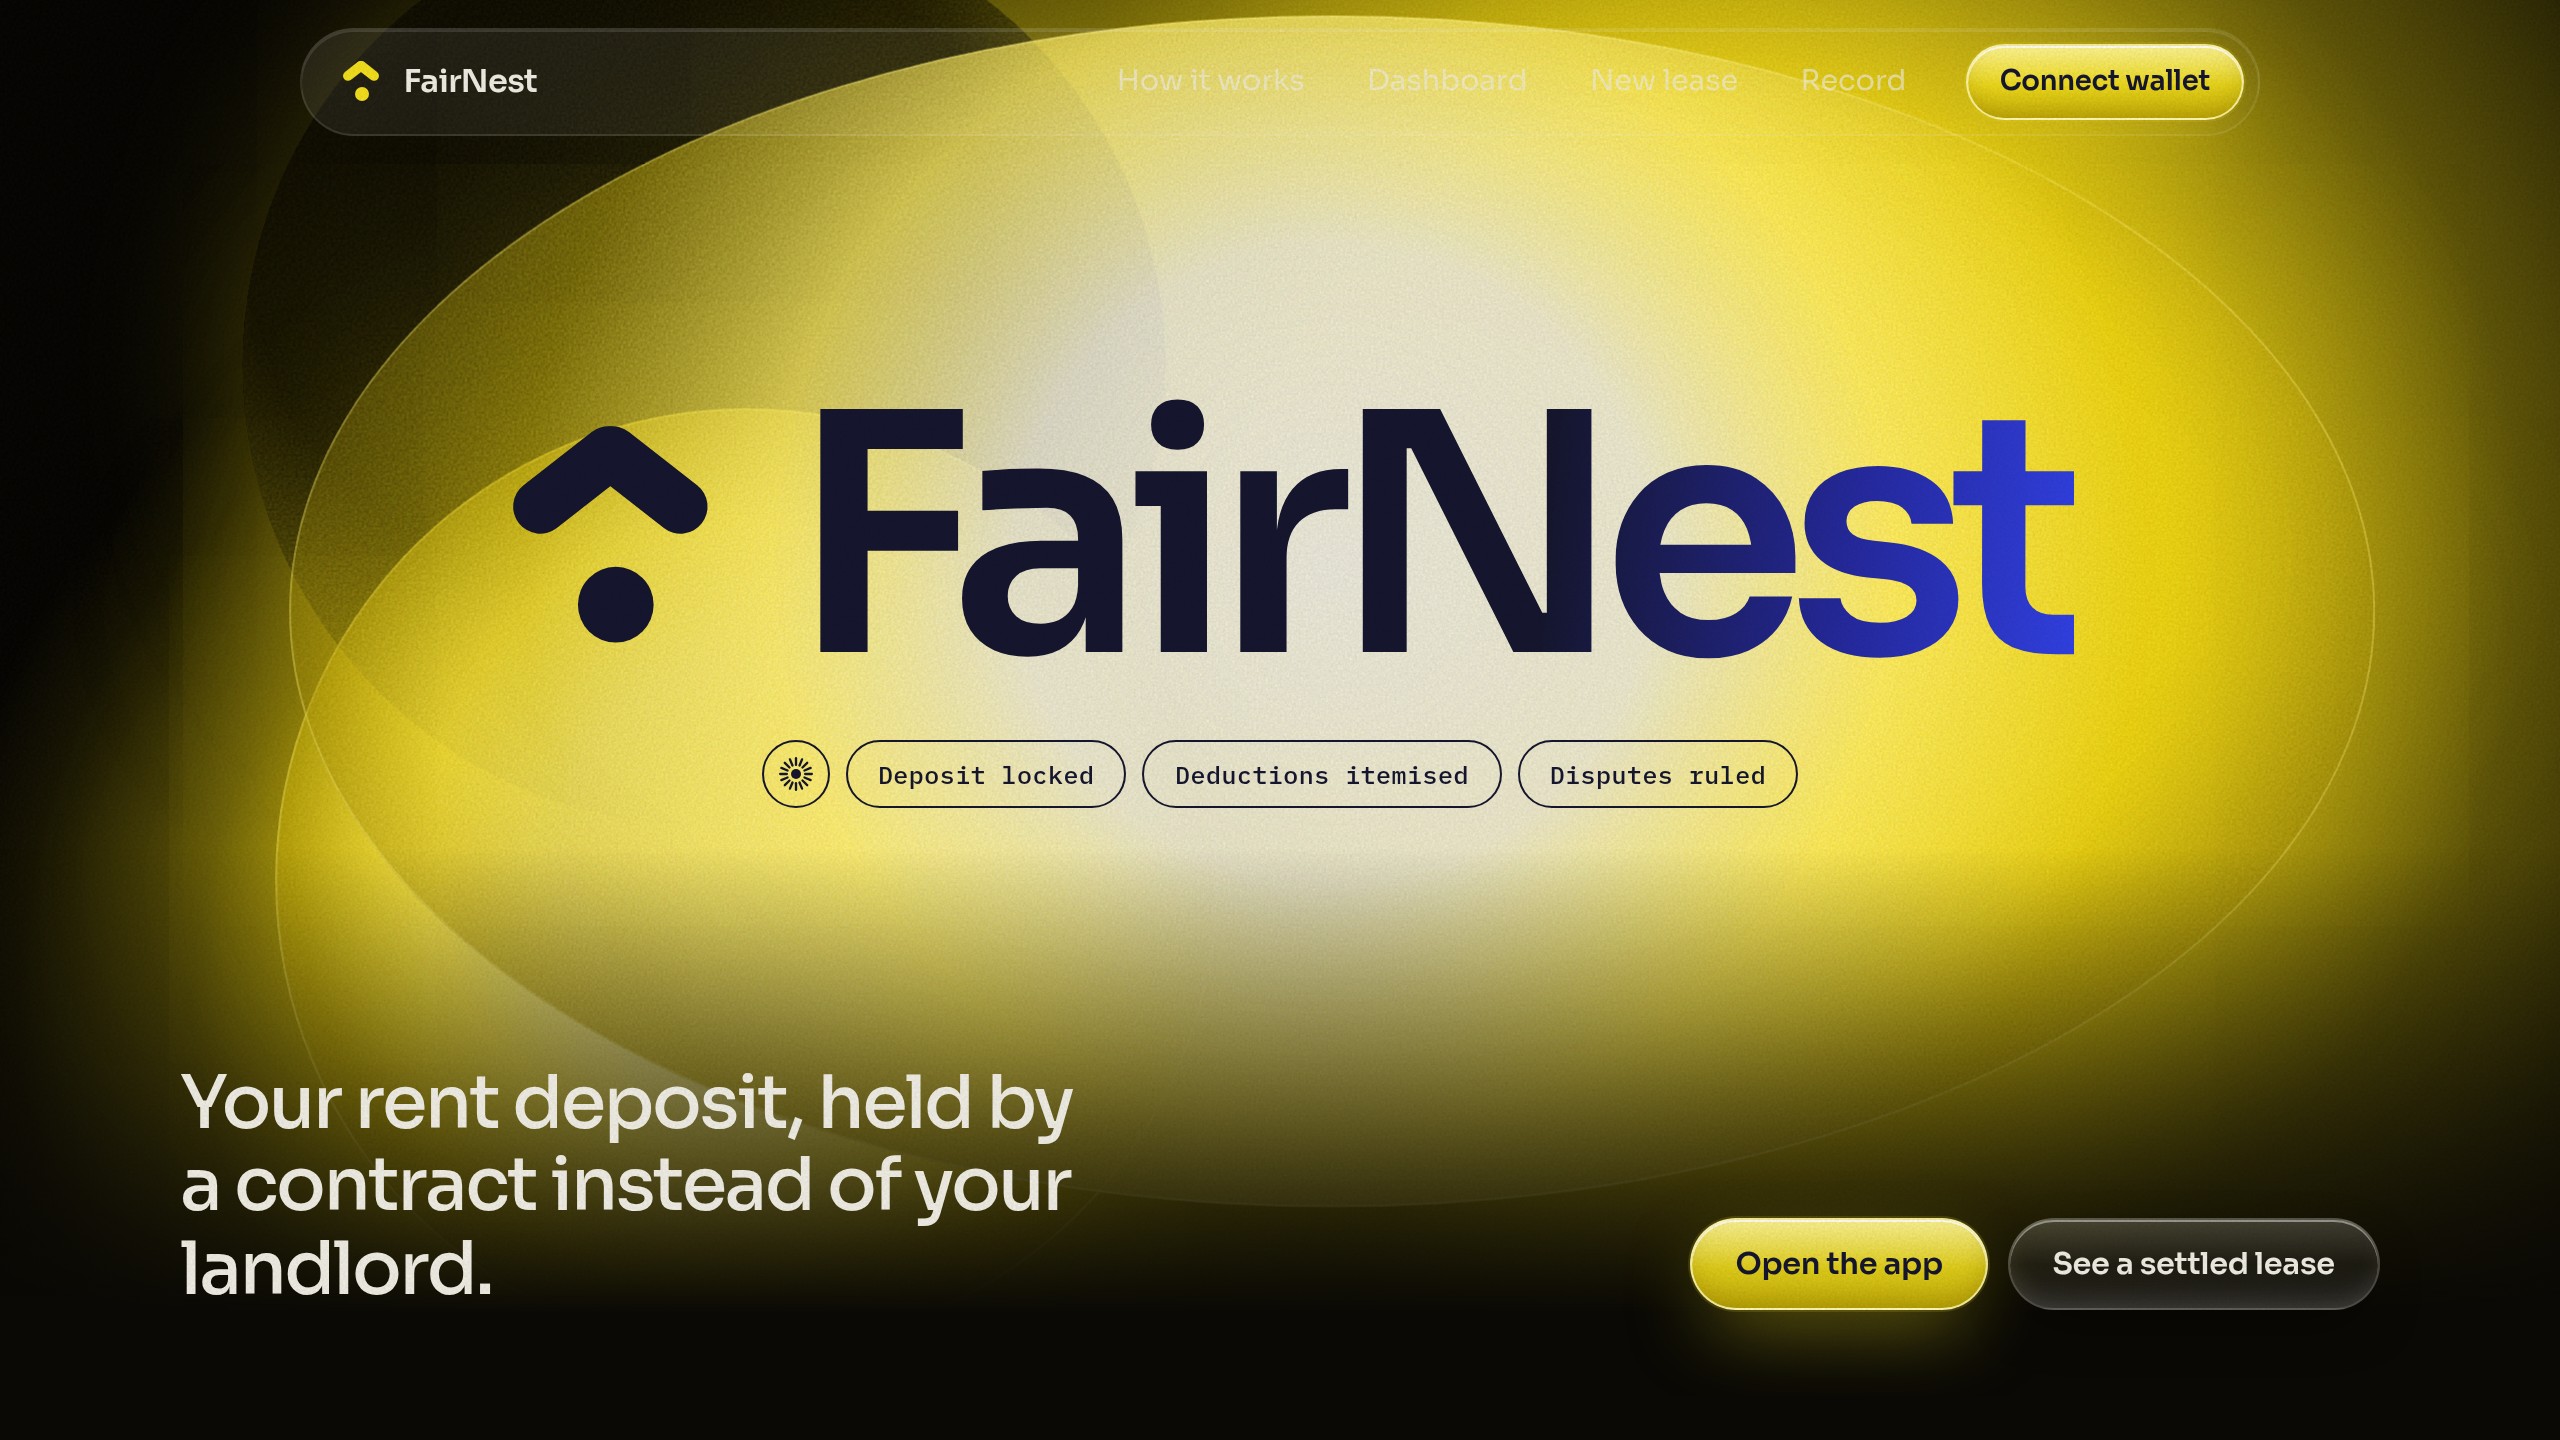 FairNest
How it works
Dashboard
New lease
Record
Connect wallet
FairNest
Deposit locked
Deductions itemised
Disputes ruled
Your rent deposit, held by
a contract instead of your
landlord.
Open the app
See a settled lease